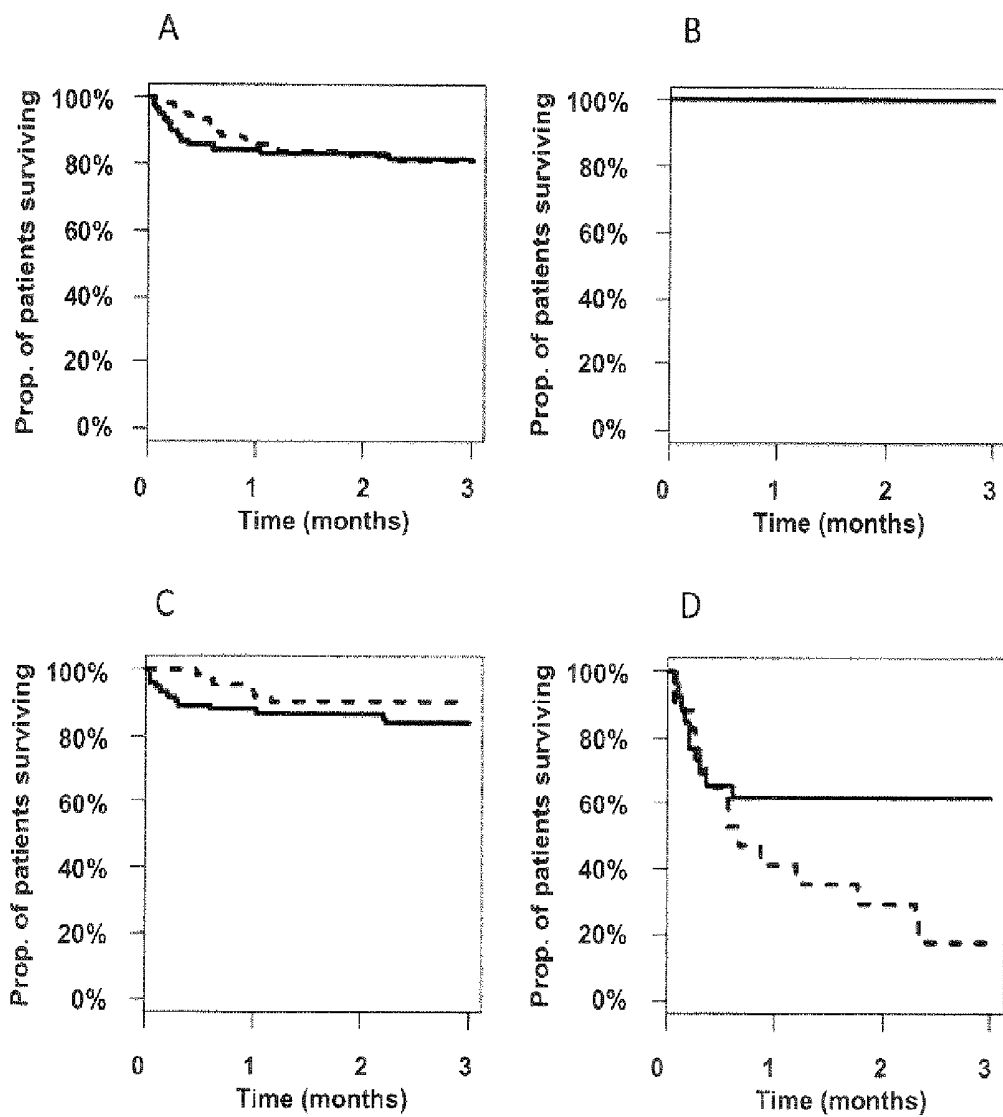 A
Prop. of patients surviving
100%
80%
60%
40%
20%
0%
0 1 2 3
Time (months)
B
Prop. of patients surviving
100%
80%
60%
40%
20%
0%
0 1 2 3
Time (months)
C
Prop. of patients surviving
100%
80%
60%
40%
20%
0%
0 1 2 3
Time (months)
D
Prop. of patients surviving
100%
80%
60%
40%
20%
0%
0 1 2 3
Time (months)